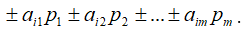 ± a_{i1} p_1 ± a_{i2} p_2 ± ... ± a_{im} p_m .